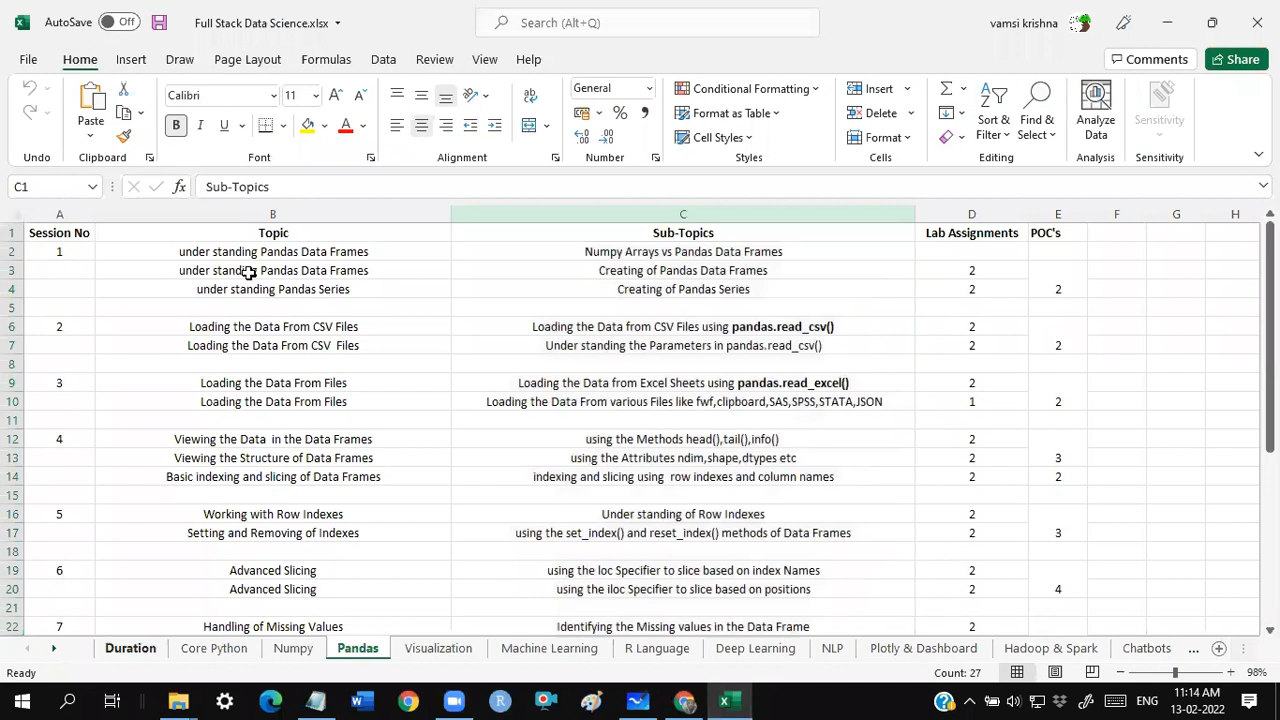 AutoSave Off Full Stack Data Science.xlsx Search (Alt+Q) vamsi krishna
File Home Insert Draw Page Layout Formulas Data Review View Help Comments Share
Paste
Calibri 11
B I U
General
Conditional Formatting
Format as Table
Cell Styles
Insert
Delete
Format
Sort & Filter
Find & Select
Analyze Data
Sensitivity
Undo Clipboard Font Alignment Number Styles Cells Editing Analysis Sensitivity
C1 fx Sub-Topics
A B C D E F G H
1 Session No Topic Sub-Topics Lab Assignments POC's
2 1 under standing Pandas Data Frames Numpy Arrays vs Pandas Data Frames
3 under standing Pandas Data Frames Creating of Pandas Data Frames 2
4 under standing Pandas Series Creating of Pandas Series 2 2
5
6 2 Loading the Data From CSV Files Loading the Data from CSV Files using pandas.read_csv() 2
7 Loading the Data From CSV Files Under standing the Parameters in pandas.read_csv() 2 2
8
9 3 Loading the Data From Files Loading the Data from Excel Sheets using pandas.read_excel() 2
10 Loading the Data From Files Loading the Data From various Files like fwf,clipboard,SAS,SPSS,STATA,JSON 1 2
11
12 4 Viewing the Data in the Data Frames using the Methods head(),tail(),info() 2
13 Viewing the Structure of Data Frames using the Attributes ndim,shape,dtypes etc 2 3
14 Basic indexing and slicing of Data Frames indexing and slicing using row indexes and column names 2 2
15
16 5 Working with Row Indexes Under standing of Row Indexes 2
17 Setting and Removing of Indexes using the set_index() and reset_index() methods of Data Frames 2 3
18
19 6 Advanced Slicing using the loc Specifier to slice based on index Names 2
20 Advanced Slicing using the iloc Specifier to slice based on positions 2 4
21
22 7 Handling of Missing Values Identifying the Missing values in the Data Frame 2
Duration Core Python Numpy Pandas Visualization Machine Learning R Language Deep Learning NLP Plotly & Dashboard Hadoop & Spark Chatbots ...
Ready Count: 27 98%
ENG 11:14 AM
13-02-2022